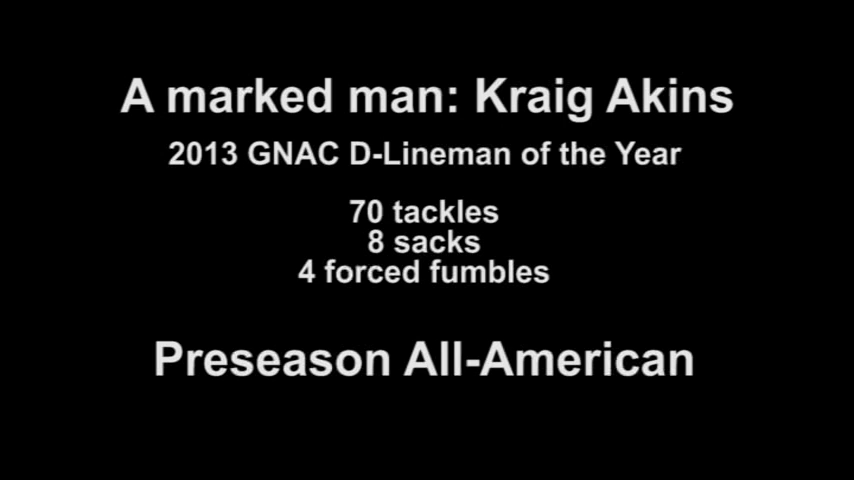 A marked man: Kraig Akins
2013 GNAC D-Lineman of the Year
70 tackles
8 sacks
4 forced fumbles
Preseason All-American